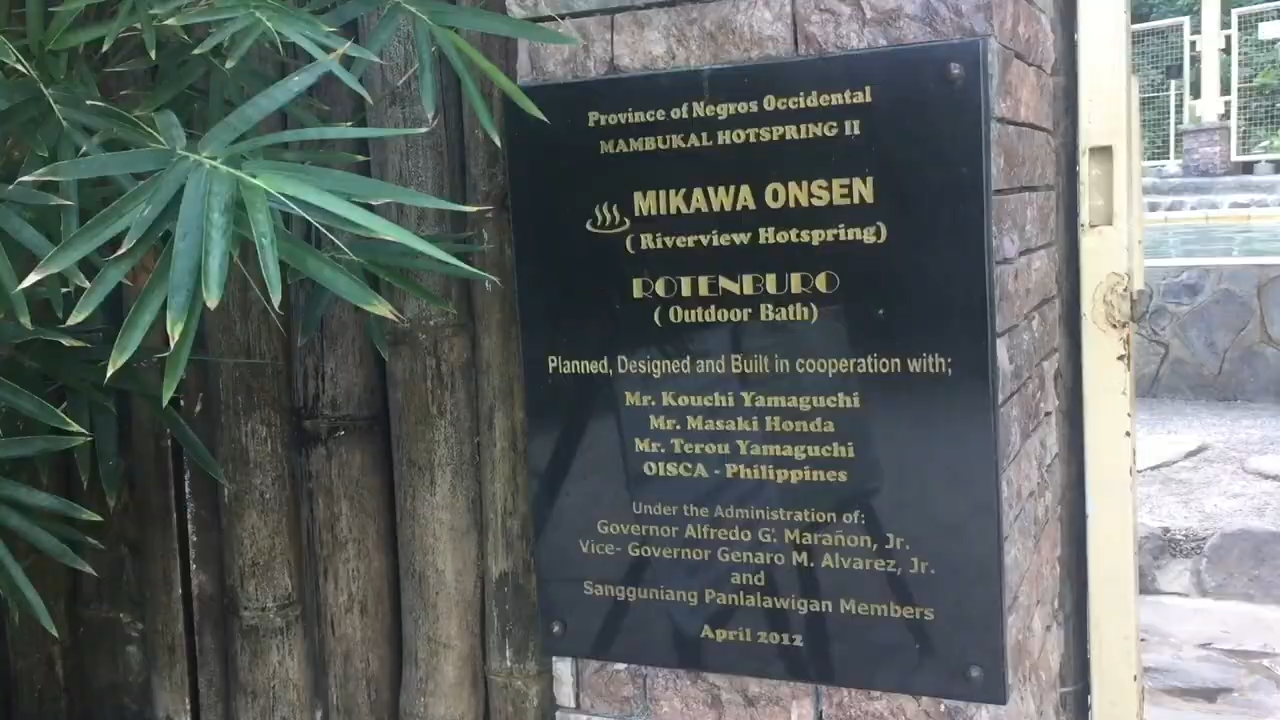 Province of Negros Occidental
MAMBUKAL HOTSPRING II
MIKAWA ONSEN
( Riverview Hotspring)
ROTENBURO
( Outdoor Bath)
Planned, Designed and Built in cooperation with;
Mr. Kouchi Yamaguchi
Mr. Masaki Honda
Mr. Terou Yamaguchi
OISCA - Philippines
Under the Administration of:
Governor Alfredo G. Marañon, Jr.
Vice- Governor Genaro M. Alvarez, Jr.
and
Sangguniang Panlalawigan Members
April 2012